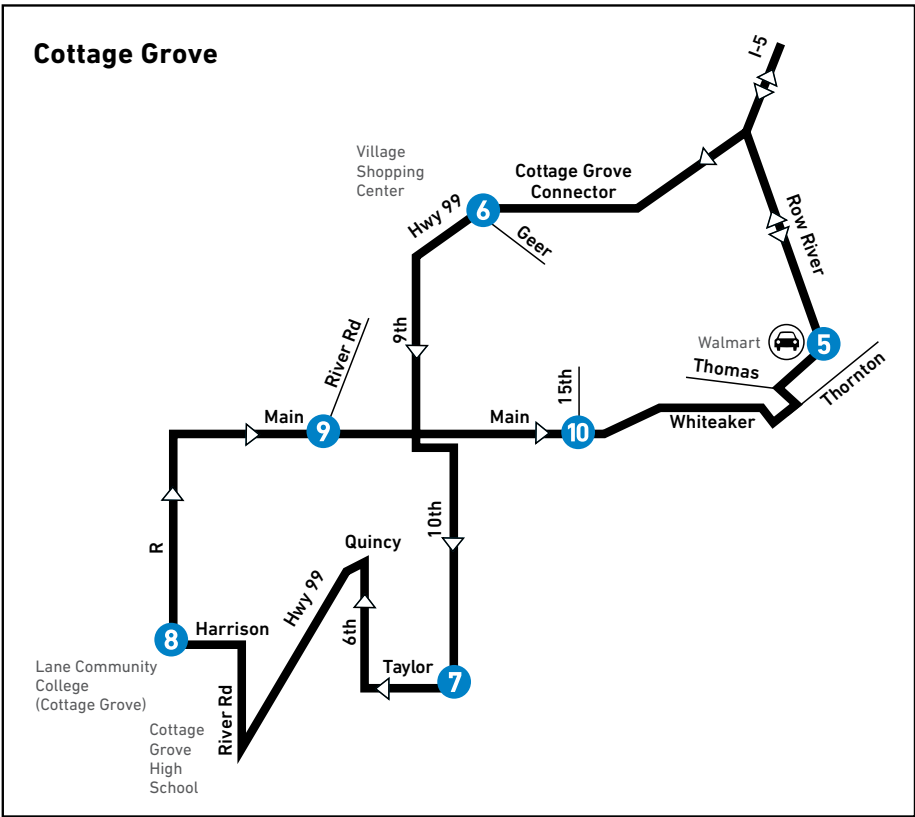 Cottage Grove
I-5
Village
Shopping
Center
Cottage Grove
Connector
6
Hwy 99
Geer
Row River
9th
River Rd
Walmart
5
Thomas
Thornton
15th
Main
9
Main
10
Whiteaker
R
10th
Quincy
Hwy 99
6th
8
Harrison
Taylor
7
Lane Community
College
(Cottage Grove)
River Rd
Cottage
Grove
High
School